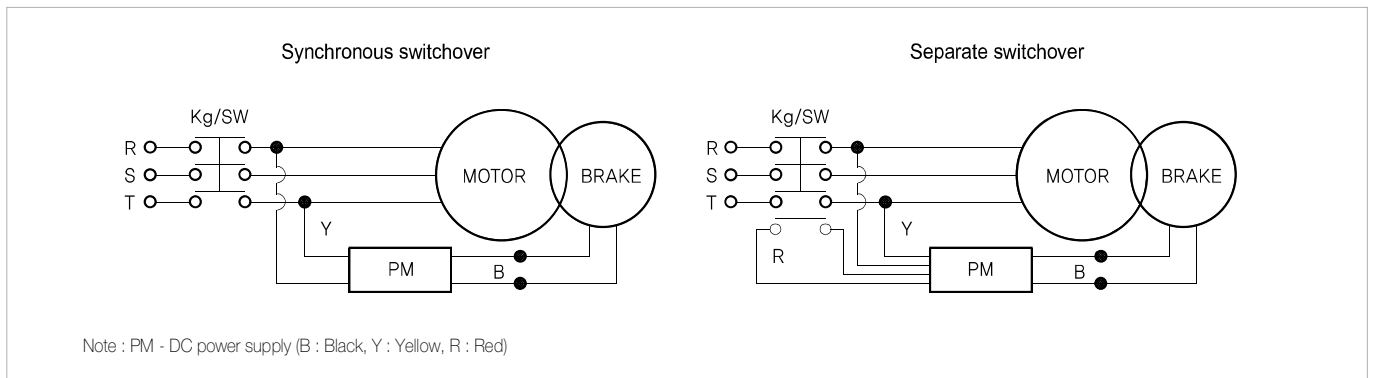 Synchronous switchover
Kg/SW
R
S
T
MOTOR
BRAKE
Y
PM
B
Separate switchover
Kg/SW
R
S
T
MOTOR
BRAKE
Y
R
PM
B
Note : PM - DC power supply (B : Black, Y : Yellow, R : Red)